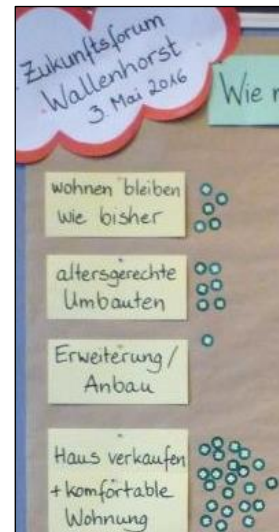 Zukunftsforum
Wallenhorst
3. Mai 2016
Wie
wohnen bleiben
wie bisher
altersgerechte
Umbauten
Erweiterung /
Anbau
Haus verkaufen
+ komfortable
Wohnung